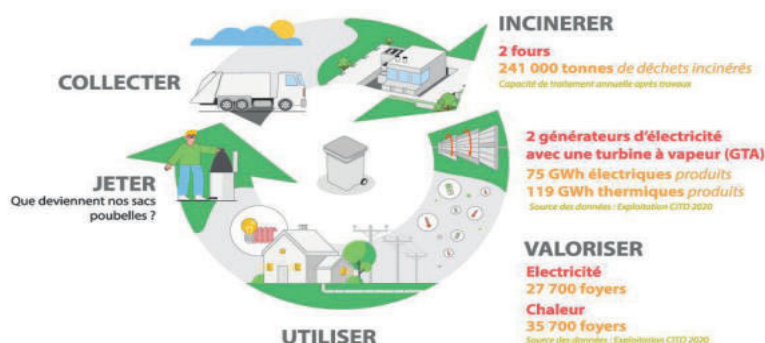 INCINERER
2 fours
241 000 tonnes de déchets incinérés
Capacité de traitement annuelle après travaux
COLLECTER
2 générateurs d'électricité
avec une turbine à vapeur (GTA)
75 GWh électriques produits
119 GWh thermiques produits
Source des données : Exploitation CITD 2020
JETER
Que deviennent nos sacs
poubelles ?
VALORISER
Electricité
27 700 foyers
Chaleur
35 700 foyers
Source des données : Exploitation CITD 2020
UTILISER